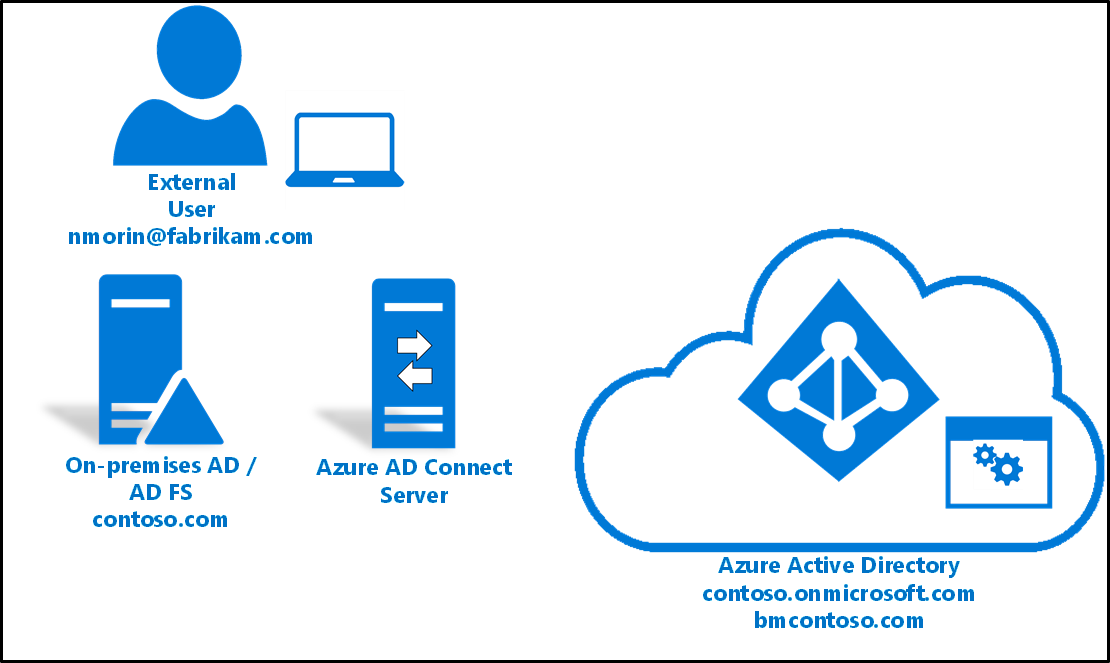 External
User
nmorin@fabrikam.com
On-premises AD /
AD FS
contoso.com
Azure AD Connect
Server
Azure Active Directory
contoso.onmicrosoft.com
bmcontoso.com